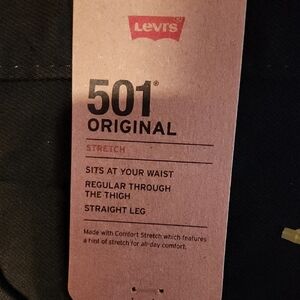 Levi's®
501®
ORIGINAL
STRETCH
SITS AT YOUR WAIST
REGULAR THROUGH
THE THIGH
STRAIGHT LEG
Made with Comfort Stretch which features
a hint of stretch for all-day comfort.